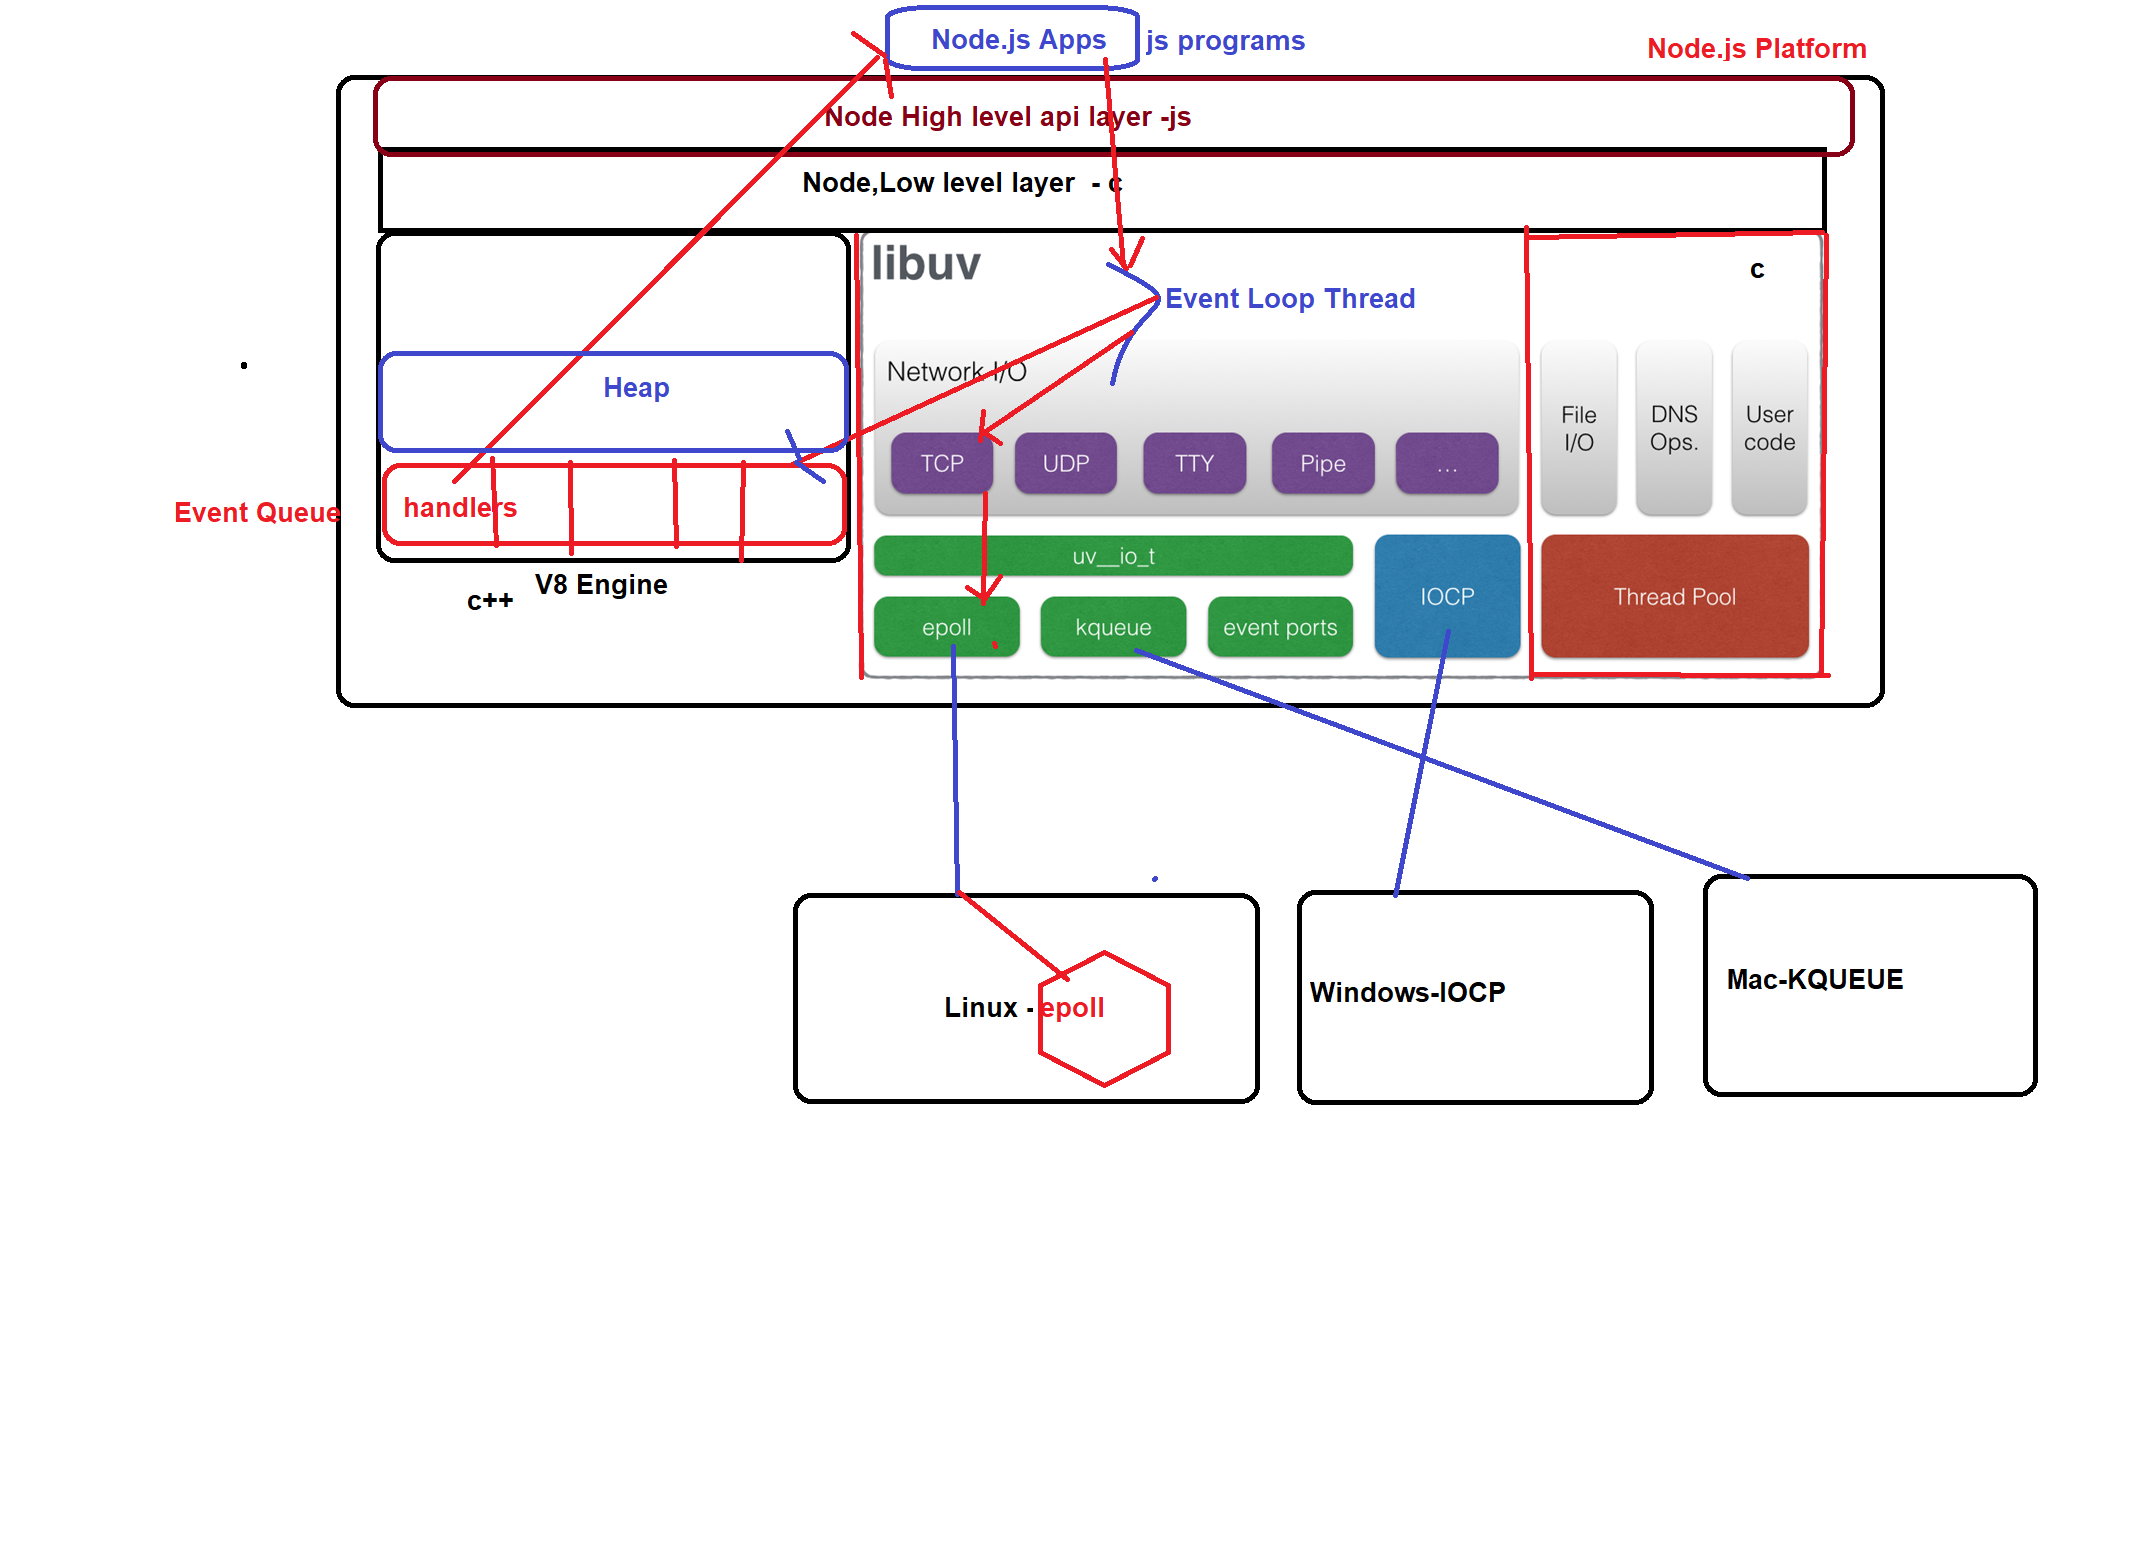 Node.js Apps js programs
Node.js Platform
Node High level api layer -js
Node,Low level layer - c
libuv
c
Event Loop Thread
Network I/O
Heap
TCP
UDP
TTY
Pipe
...
File
I/O
DNS
Ops.
User
code
Event Queue
handlers
uv__io_t
V8 Engine
c++
IOCP
Thread Pool
epoll
kqueue
event ports
Linux - epoll
Windows-IOCP
Mac-KQUEUE